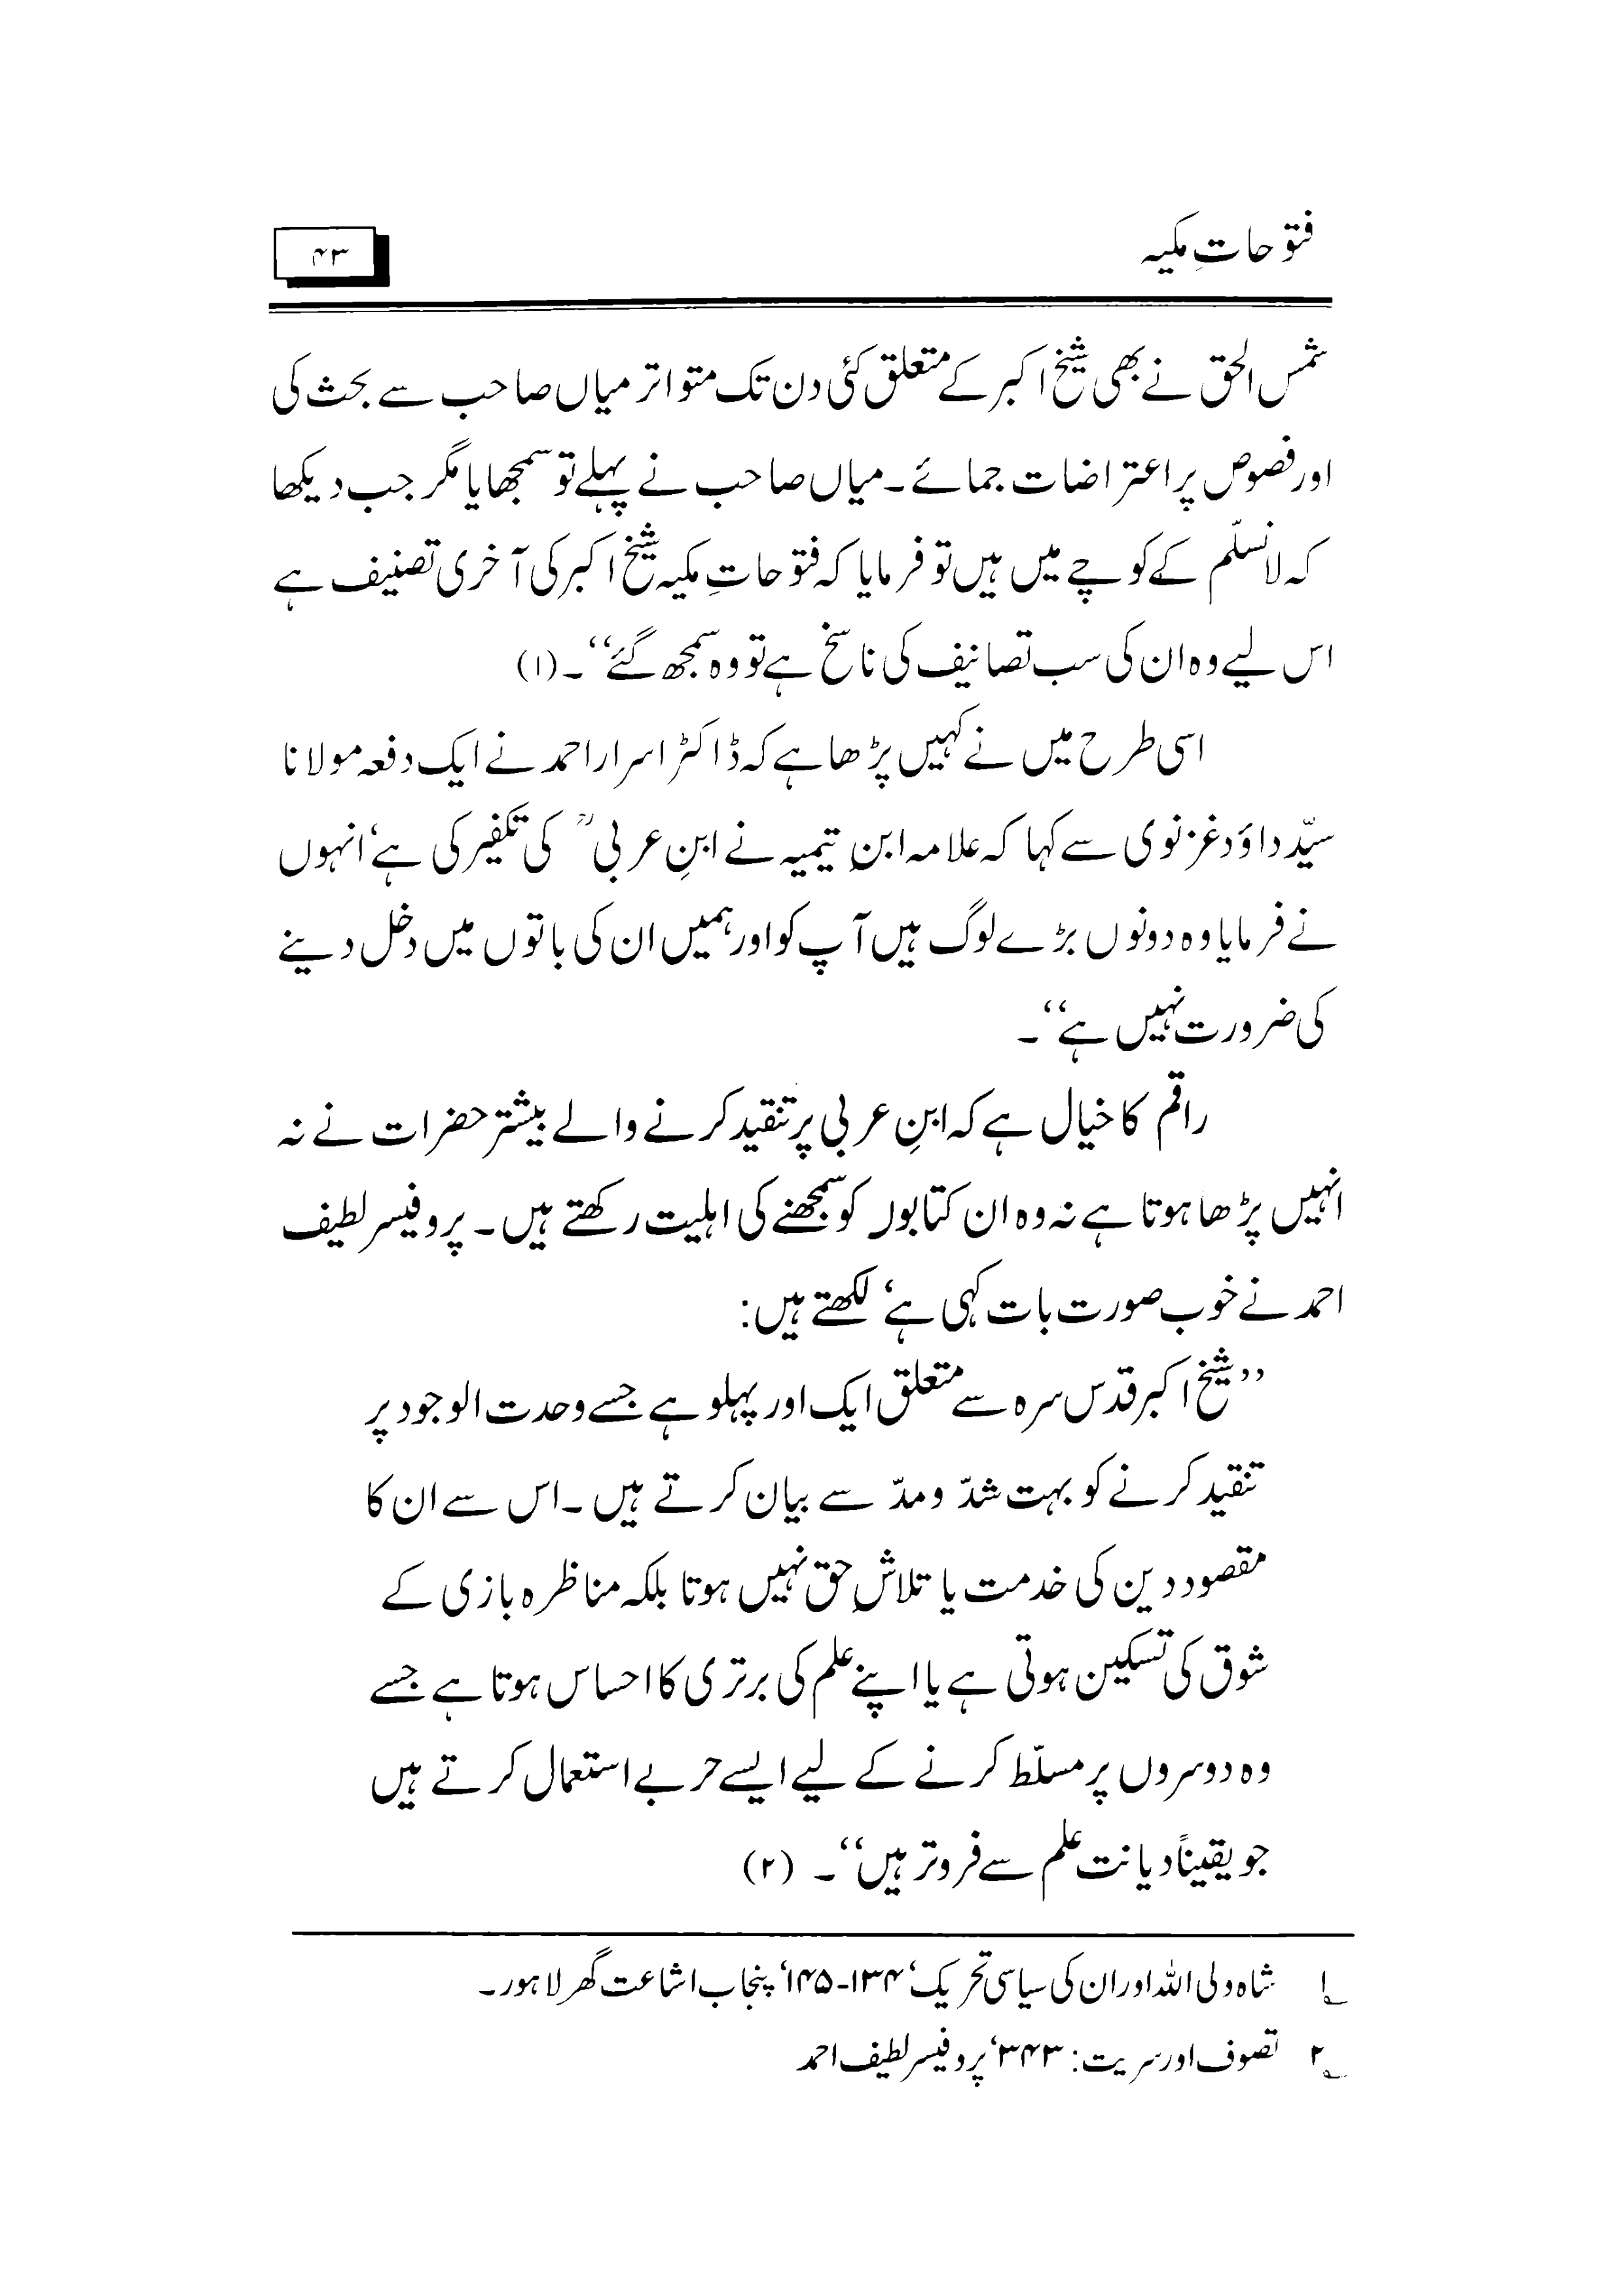 فتوحاتِ مکیہ
۴۳
شمس الحق نے بھی شیخ اکبر کے متعلق کئی دن تک متواتر میاں صاحب سے بحث کی
اور فصوص پر اعتراضات جمائے۔ میاں صاحب نے پہلے تو سمجھایا مگر جب دیکھا
کہ لا نسلّم کے کوچے میں ہیں تو فرمایا کہ فتوحاتِ مکیہ شیخ اکبر کی آخری تصنیف ہے
اس لیے وہ ان کی سب تصانیف کی ناسخ ہے تو وہ سمجھ گئے‘‘۔ (۱)
اسی طرح میں نے کہیں پڑھا ہے کہ ڈاکٹر اسرار احمد نے ایک دفعہ مولانا
سیّد داؤد غزنوی سے کہا کہ علامہ ابنِ تیمیہ نے ابنِ عربیؒ کی تکفیر کی ہے‘ انہوں
نے فرمایا وہ دونوں بڑے لوگ ہیں آپ کو اور ہمیں ان کی باتوں میں دخل دینے
کی ضرورت نہیں ہے‘‘۔
راقم کا خیال ہے کہ ابنِ عربی پر تنقید کرنے والے بیشتر حضرات نے نہ
انہیں پڑھا ہوتا ہے نہ وہ ان کتابوں کو سمجھنے کی اہلیت رکھتے ہیں۔ پروفیسر لطیف
احمد نے خوب صورت بات کہی ہے‘ لکھتے ہیں:
’’شیخ اکبر قدس سرہ سے متعلق ایک اور پہلو ہے جسے وحدت الوجود پر
تنقید کرنے کو بہت شدّ و مدّ سے بیان کرتے ہیں۔ اس سے ان کا
مقصود دین کی خدمت یا تلاشِ حق نہیں ہوتا بلکہ مناظرہ بازی کے
شوق کی تسکین ہوتی ہے یا اپنے علم کی برتری کا احساس ہوتا ہے جسے
وہ دوسروں پر مسلّط کرنے کے لیے ایسے حربے استعمال کرتے ہیں
جو یقیناً دیانت علم سے فروتر ہیں‘‘۔ (۲)
۱؂ شاہ ولی اللہ اور ان کی سیاسی تحریک‘ ۱۳۴-۱۴۵‘ پنجاب اشاعت گھر لاہور۔
۲؂ تصوف اور سریت: ۳۴۳‘ پروفیسر لطیف احمد